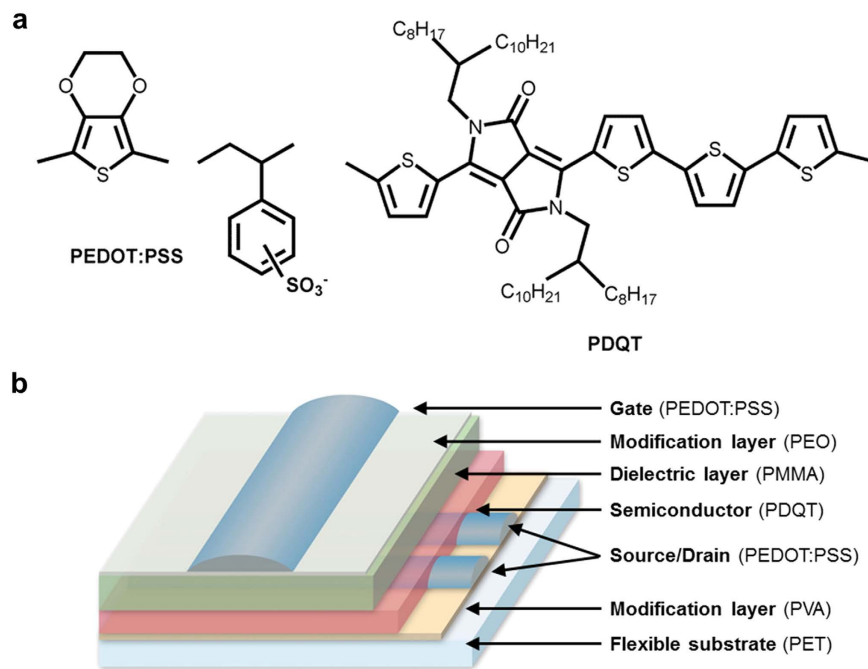 a
O
O
S
PEDOT:PSS
SO₃⁻
C₈H₁₇
C₁₀H₂₁
O
N
S
S
S
S
N
O
C₁₀H₂₁
C₈H₁₇
PDQT
b
Gate (PEDOT:PSS)
Modification layer (PEO)
Dielectric layer (PMMA)
Semiconductor (PDQT)
Source/Drain (PEDOT:PSS)
Modification layer (PVA)
Flexible substrate (PET)